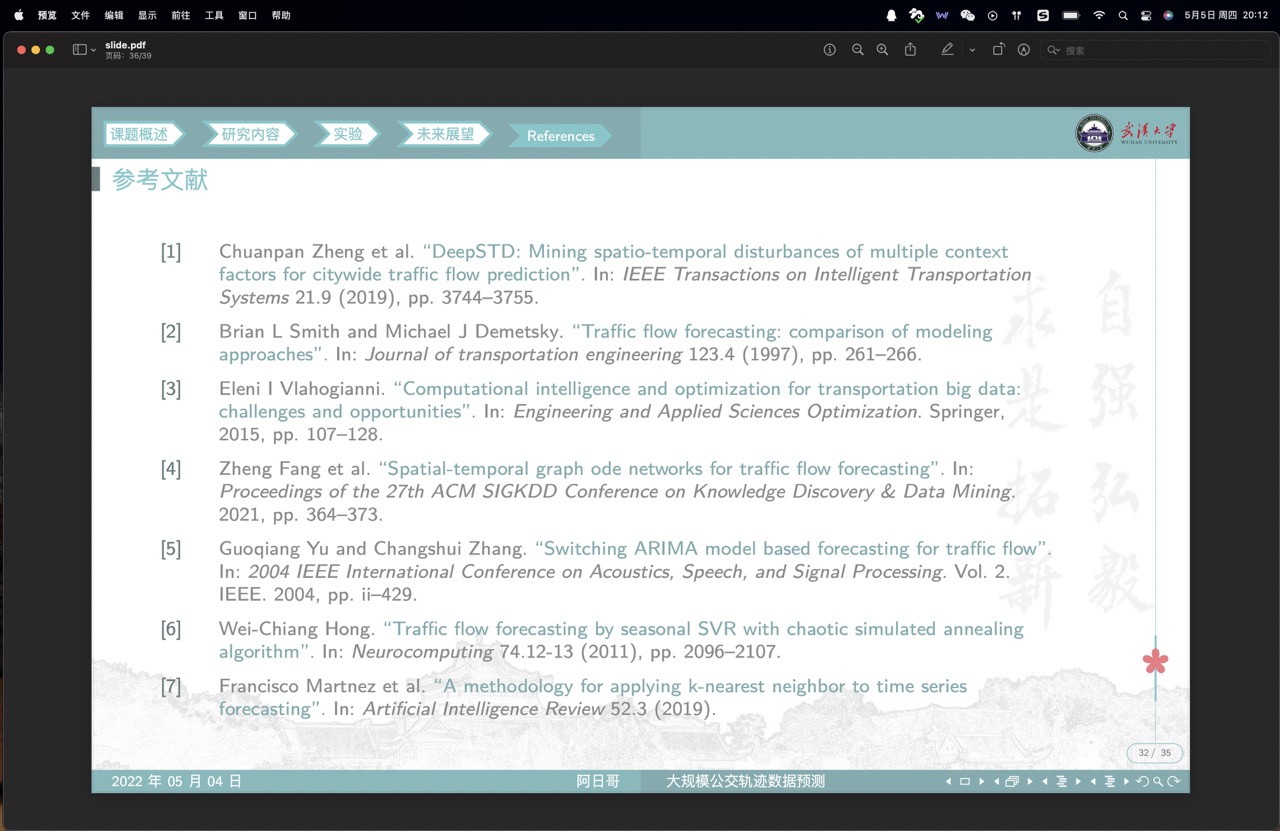 预览 文件 编辑 显示 前往 工具 窗口 帮助
5月5日 周四 20:12
slide.pdf
页码：36/39
搜索
课题概述 研究内容 实验 未来展望 References
武汉大学
WUHAN UNIVERSITY
参考文献
[1] Chuanpan Zheng et al. “DeepSTD: Mining spatio-temporal disturbances of multiple context
factors for citywide traffic flow prediction”. In: IEEE Transactions on Intelligent Transportation
Systems 21.9 (2019), pp. 3744–3755.
[2] Brian L Smith and Michael J Demetsky. “Traffic flow forecasting: comparison of modeling
approaches”. In: Journal of transportation engineering 123.4 (1997), pp. 261–266.
[3] Eleni I Vlahogianni. “Computational intelligence and optimization for transportation big data:
challenges and opportunities”. In: Engineering and Applied Sciences Optimization. Springer,
2015, pp. 107–128.
[4] Zheng Fang et al. “Spatial-temporal graph ode networks for traffic flow forecasting”. In:
Proceedings of the 27th ACM SIGKDD Conference on Knowledge Discovery & Data Mining.
2021, pp. 364–373.
[5] Guoqiang Yu and Changshui Zhang. “Switching ARIMA model based forecasting for traffic flow”.
In: 2004 IEEE International Conference on Acoustics, Speech, and Signal Processing. Vol. 2.
IEEE. 2004, pp. ii–429.
[6] Wei-Chiang Hong. “Traffic flow forecasting by seasonal SVR with chaotic simulated annealing
algorithm”. In: Neurocomputing 74.12-13 (2011), pp. 2096–2107.
[7] Francisco Martnez et al. “A methodology for applying k-nearest neighbor to time series
forecasting”. In: Artificial Intelligence Review 52.3 (2019).
自强弘毅
求是拓新
32 / 35
2022 年 05 月 04 日 阿日哥 大规模公交轨迹数据预测